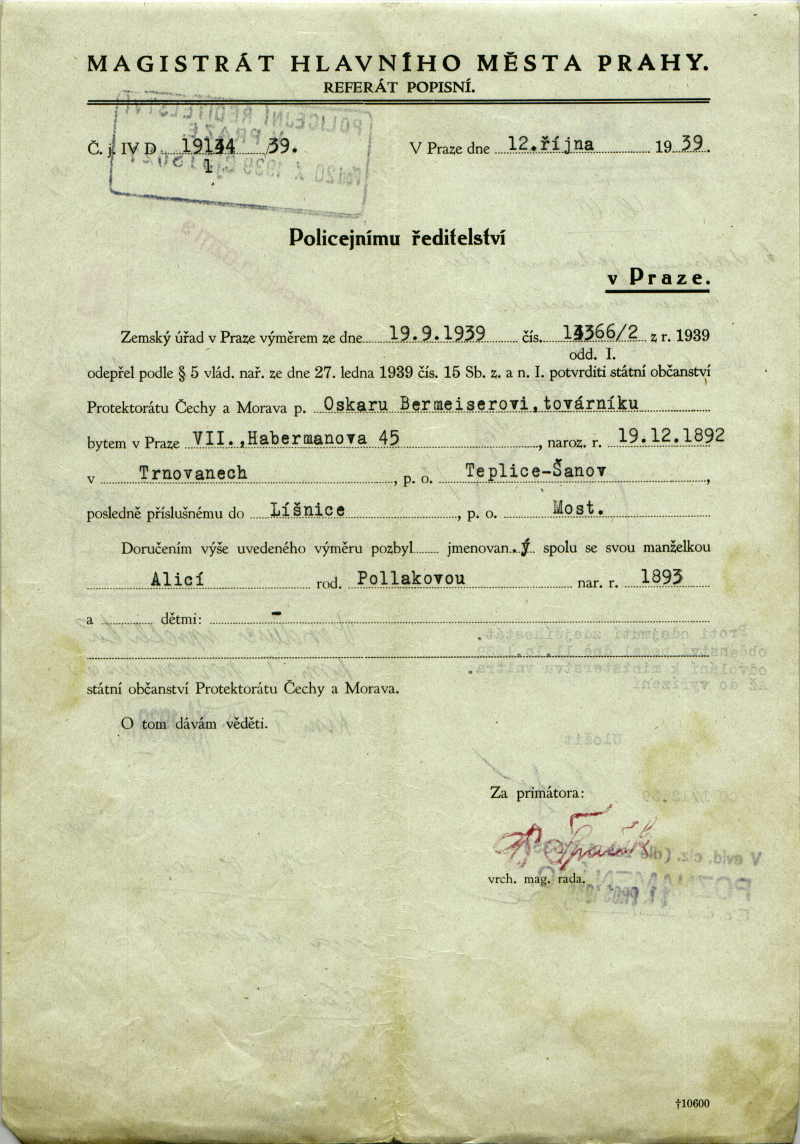 MAGISTRÁT HLAVNÍHO MĚSTA PRAHY.
REFERÁT POPISNÍ.
Č. j. IV D 19134/39.
1
V Praze dne 12.října 1939.
Policejnímu ředitelství
v Praze.
Zemský úřad v Praze výměrem ze dne 19.9.1939 čís. 13366/2 z r. 1939
odd. I.
odepřel podle § 5 vlád. nař. ze dne 27. ledna 1939 čís. 15 Sb. z. a n. I. potvrditi státní občanství
Protektorátu Čechy a Morava p. Oskaru Bermeiserovi,továrníku
bytem v Praze VII.,Habermanova 45, naroz. r. 19.12.1892
v Trnovanech, p. o. Teplice-Šanov,
posledně příslušnému do Líšnice, p. o. Most.
Doručením výše uvedeného výměru pozbyl jmenovan.ý. spolu se svou manželkou
Alicí rod. Pollakovou nar. r. 1893
a dětmi: -
státní občanství Protektorátu Čechy a Morava.
O tom dávám věděti.
Za primátora:
vrch. mag. rada.
†10600